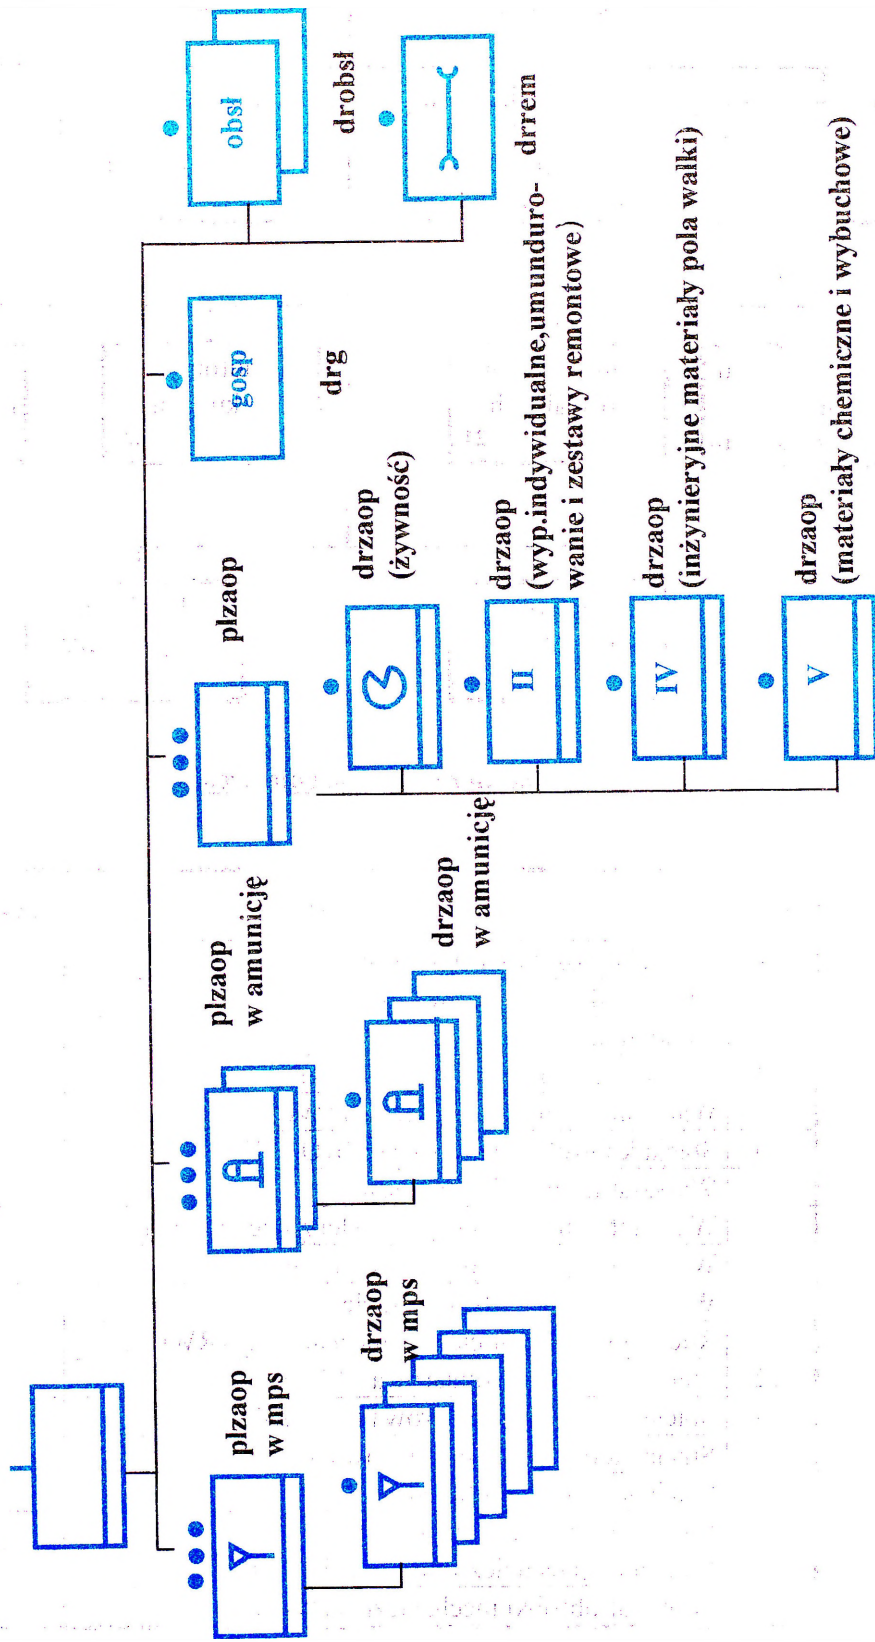 plzaop
w mps
drzaop
w mps
plzaop
w amunicję
drzaop
w amunicję
plzaop
drzaop
(żywność)
II
drzaop
(wyp.indywidualne,umunduro-
wanie i zestawy remontowe)
IV
drzaop
(inżynieryjne materiały pola walki)
V
drzaop
(materiały chemiczne i wybuchowe)
gosp
drg
obsł
drobsł
drrem